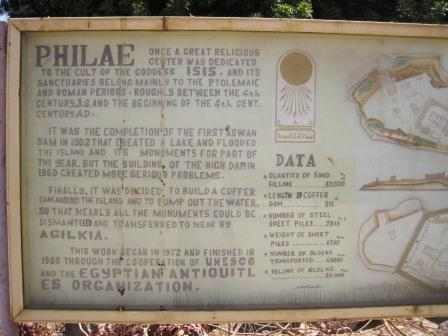 PHILAE ONCE A GREAT RELIGIOUS
CENTER WAS DEDICATED
TO THE CULT OF THE GODDESS ISIS, AND ITS
SANCTUARIES BELONG MAINLY TO THE PTOLEMAIC
AND ROMAN PERIODS, ROUGHLY BETWEEN THE 4th
CENTURY,B.C. AND THE BEGINNING OF THE 4th CENT.
CENTURY A.D.
IT WAS THE COMPLETION OF THE FIRST ASWAN
DAM IN 1902 THAT CREATED A LAKE AND FLOODED
THE ISLAND AND ITS MONUMENTS FOR PART OF
THE YEAR. BUT THE BUILDING OF THE HIGH DAM IN
1960 CREATED MORE SERIOUS PROBLEMS.
FINALLY, IT WAS DECIDED, TO BUILD A COFFER
DAM AROUND THE ISLAND AND TO PUMP OUT THE WATER,
SO THAT NEARLY ALL THE MONUMENTS COULD BE
DISMANTLED AND TRANSFERRED TO NEAR BY
AGILKIA.
THIS WORK BEGAN IN 1972 AND FINISHED IN
1980 THROUGH THE CO'OPERATION OF UNESCO
AND THE EGYPTIAN ANTIQUITI
ES ORGANIZATION.
DATA
QUANTITY OF SAND
FILLING
LENGTH OF COFFER
DAM
NUMBER OF STEEL
SHEET PILES
WEIGHT OF SHEET
PILES
NUMBER OF BLOCKS
TRANSPORTED
VOLUME OF BLOCKS